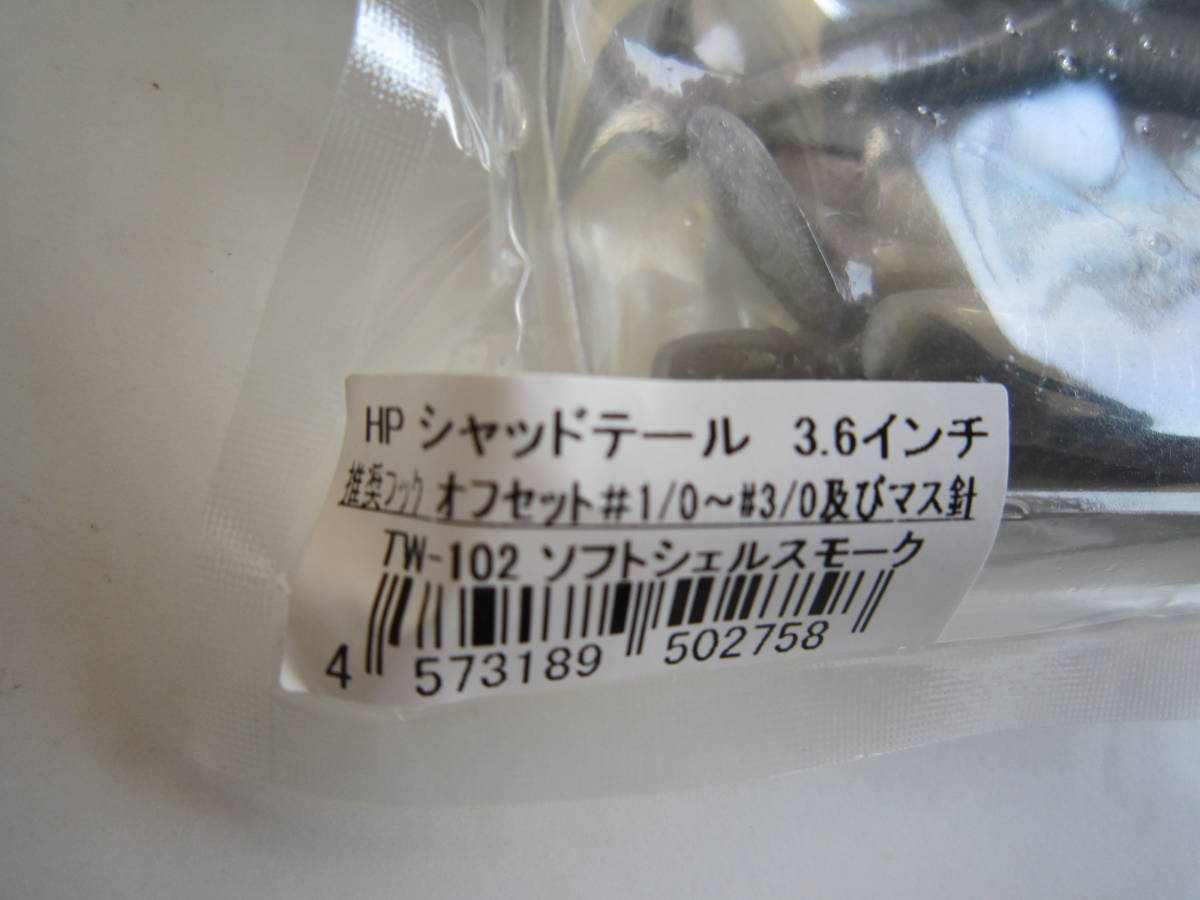 HP シャッドテール 3.6インチ
推奨フック オフセット#1/0～#3/0及びマス針
TW-102 ソフトシェルスモーク
4 573189 502758